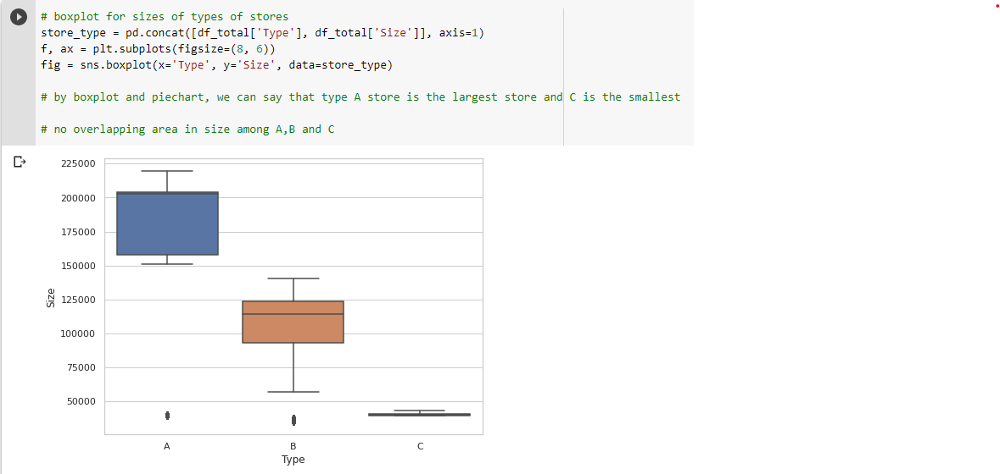 # boxplot for sizes of types of stores
store_type = pd.concat([df_total['Type'], df_total['Size']], axis=1)
f, ax = plt.subplots(figsize=(8, 6))
fig = sns.boxplot(x='Type', y='Size', data=store_type)
# by boxplot and piechart, we can say that type A store is the largest store and C is the smallest
# no overlapping area in size among A,B and C
225000
200000
175000
150000
125000
100000
75000
50000
Size
A B C
Type